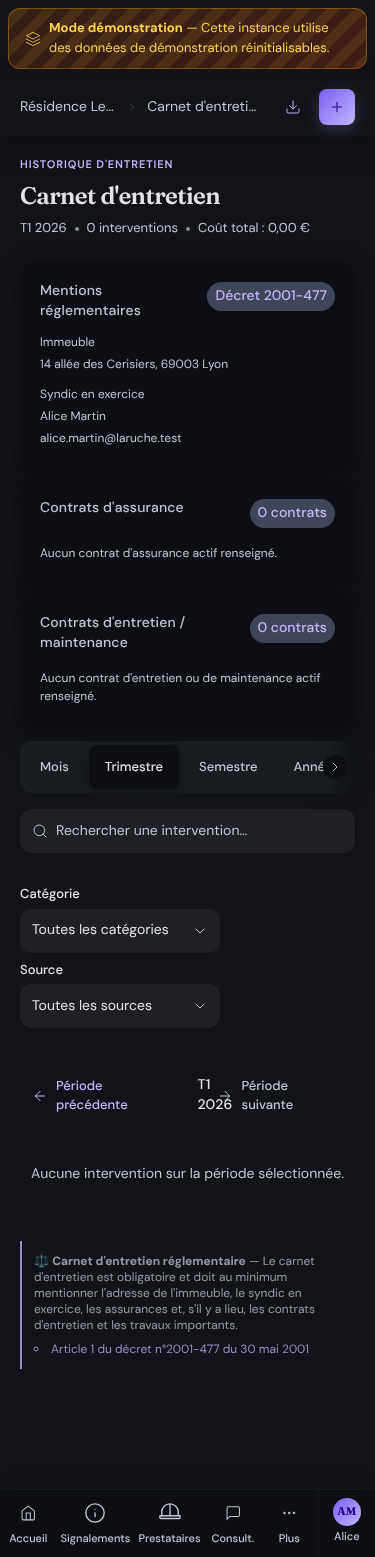 Mode démonstration — Cette instance utilise
des données de démonstration réinitialisables.
Résidence Le... > Carnet d'entreti...
HISTORIQUE D'ENTRETIEN
Carnet d'entretien
T1 2026 • 0 interventions • Coût total : 0,00 €
Mentions
réglementaires
Décret 2001-477
Immeuble
14 allée des Cerisiers, 69003 Lyon
Syndic en exercice
Alice Martin
alice.martin@laruche.test
Contrats d'assurance
0 contrats
Aucun contrat d'assurance actif renseigné.
Contrats d'entretien /
maintenance
0 contrats
Aucun contrat d'entretien ou de maintenance actif
renseigné.
Mois Trimestre Semestre Anné
Rechercher une intervention...
Catégorie
Toutes les catégories
Source
Toutes les sources
Période
précédente
T1
2026
Période
suivante
Aucune intervention sur la période sélectionnée.
⚖️ Carnet d'entretien réglementaire — Le carnet
d'entretien est obligatoire et doit au minimum
mentionner l'adresse de l'immeuble, le syndic en
exercice, les assurances et, s'il y a lieu, les contrats
d'entretien et les travaux importants.
Article 1 du décret n°2001-477 du 30 mai 2001
AM
Accueil Signalements Prestataires Consult. Plus Alice